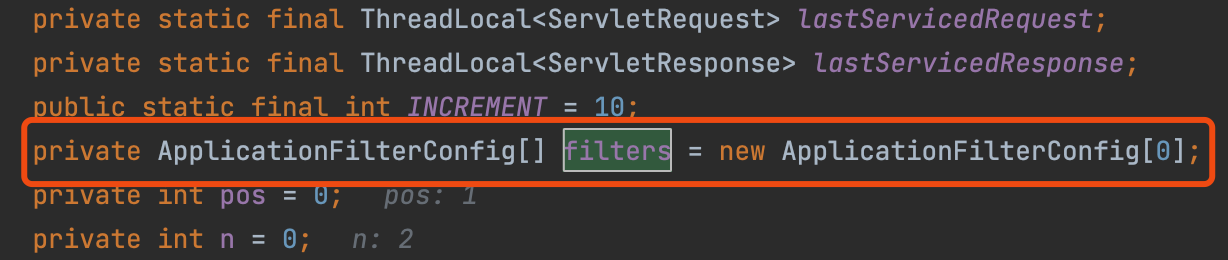 private static final ThreadLocal<ServletRequest> lastServicedRequest;
private static final ThreadLocal<ServletResponse> lastServicedResponse;
public static final int INCREMENT = 10;
private ApplicationFilterConfig[] filters = new ApplicationFilterConfig[0];
private int pos = 0; pos: 1
private int n = 0; n: 2